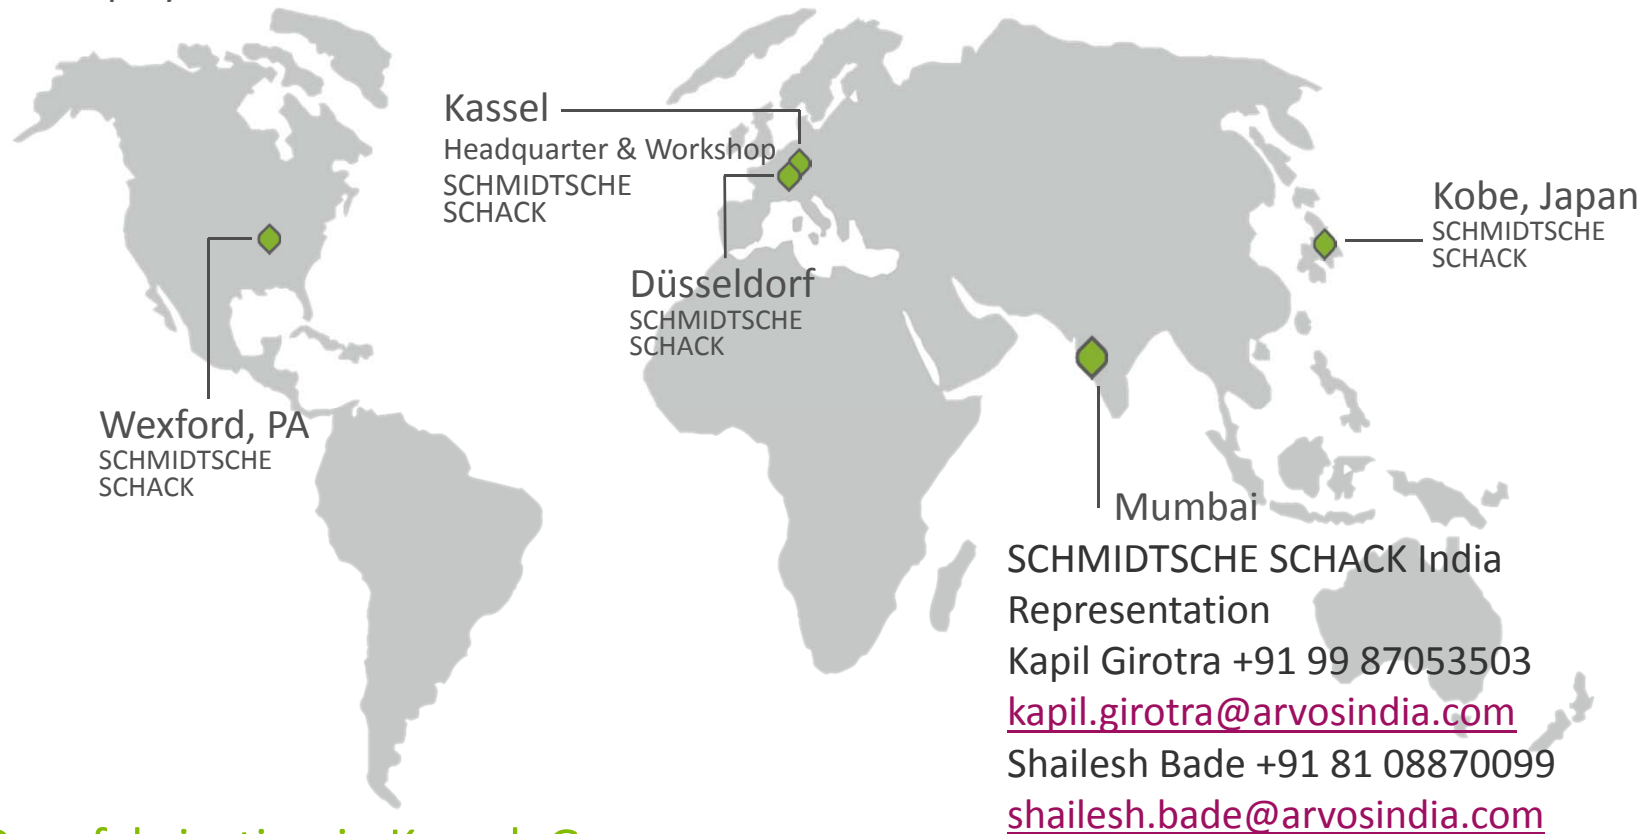 Kassel
Headquarter & Workshop
SCHMIDTSCHE
SCHACK
Kobe, Japan
SCHMIDTSCHE
SCHACK
Düsseldorf
SCHMIDTSCHE
SCHACK
Wexford, PA
SCHMIDTSCHE
SCHACK
Mumbai
SCHMIDTSCHE SCHACK India
Representation
Kapil Girotra +91 99 87053503
kapil.girotra@arvosindia.com
Shailesh Bade +91 81 08870099
shailesh.bade@arvosindia.com